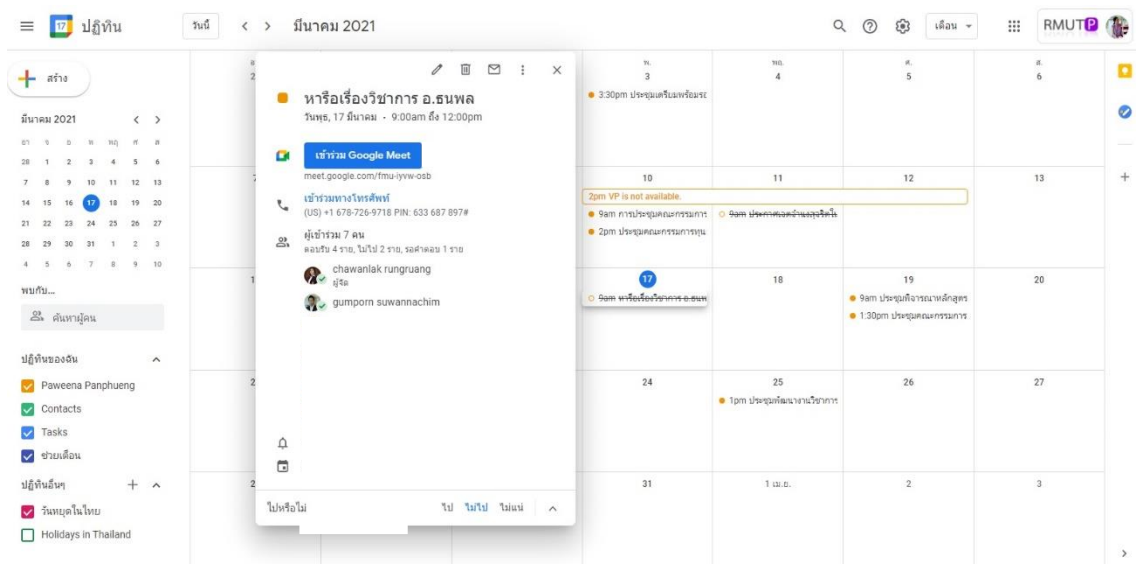 17 ปฏิทิน
วันนี้ < > มีนาคม 2021
เดือน
RMUTP
สร้าง
มีนาคม 2021 < >
อา จ อ พ พฤ ศ ส
28 1 2 3 4 5 6
7 8 9 10 11 12 13
14 15 16 17 18 19 20
21 22 23 24 25 26 27
28 29 30 31 1 2 3
4 5 6 7 8 9 10
พบกับ...
ค้นหาผู้คน
ปฏิทินของฉัน
Paweena Panphueng
Contacts
Tasks
ช่วยเตือน
ปฏิทินอื่นๆ
วันหยุดในไทย
Holidays in Thailand
หารือเรื่องวิชาการ อ.ธนพล
วันพุธ, 17 มีนาคม · 9:00am ถึง 12:00pm
เข้าร่วม Google Meet
meet.google.com/fmu-iyvw-osb
เข้าร่วมทางโทรศัพท์
(US) +1 678-726-9718 PIN: 633 687 897#
ผู้เข้าร่วม 7 คน
ตอบรับ 4 ราย, ไม่ไป 2 ราย, รอคำตอบ 1 ราย
chawanlak rungruang
ผู้จัด
gumporn suwannachim
ไปหรือไม่ ไป ไม่ไป ไม่แน่
พ. พฤ. ศ. ส.
3 4 5 6
3:30pm ประชุมเตรียมพร้อมระ
10 11 12 13
2pm VP is not available.
9am การประชุมคณะกรรมการ
9am ประกาศเจตจำนงสุจริตใ
2pm ประชุมคณะกรรมการทุน
17 18 19 20
9am หารือเรื่องวิชาการ อ.ธนพ
9am ประชุมพิจารณาหลักสูตร
1:30pm ประชุมคณะกรรมการ
24 25 26 27
1pm ประชุมพัฒนางานวิชาการ
31 1 เม.ย. 2 3